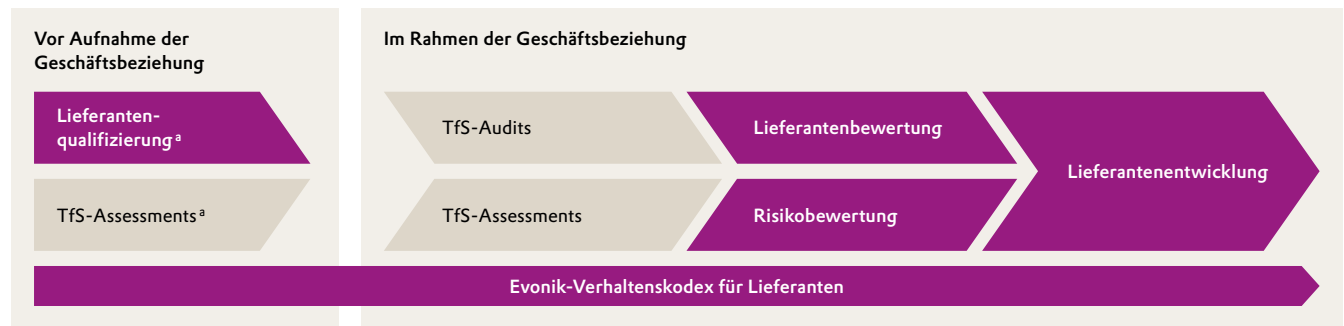 Vor Aufnahme der
Geschäftsbeziehung
Lieferanten-
qualifizierung a
TfS-Assessments a
Im Rahmen der Geschäftsbeziehung
TfS-Audits
Lieferantenbewertung
Lieferantenentwicklung
TfS-Assessments
Risikobewertung
Evonik-Verhaltenskodex für Lieferanten